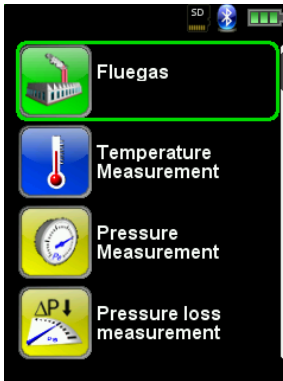 SD
Fluegas
Temperature
Measurement
Pressure
Measurement
ΔP↓
Pressure loss
measurement